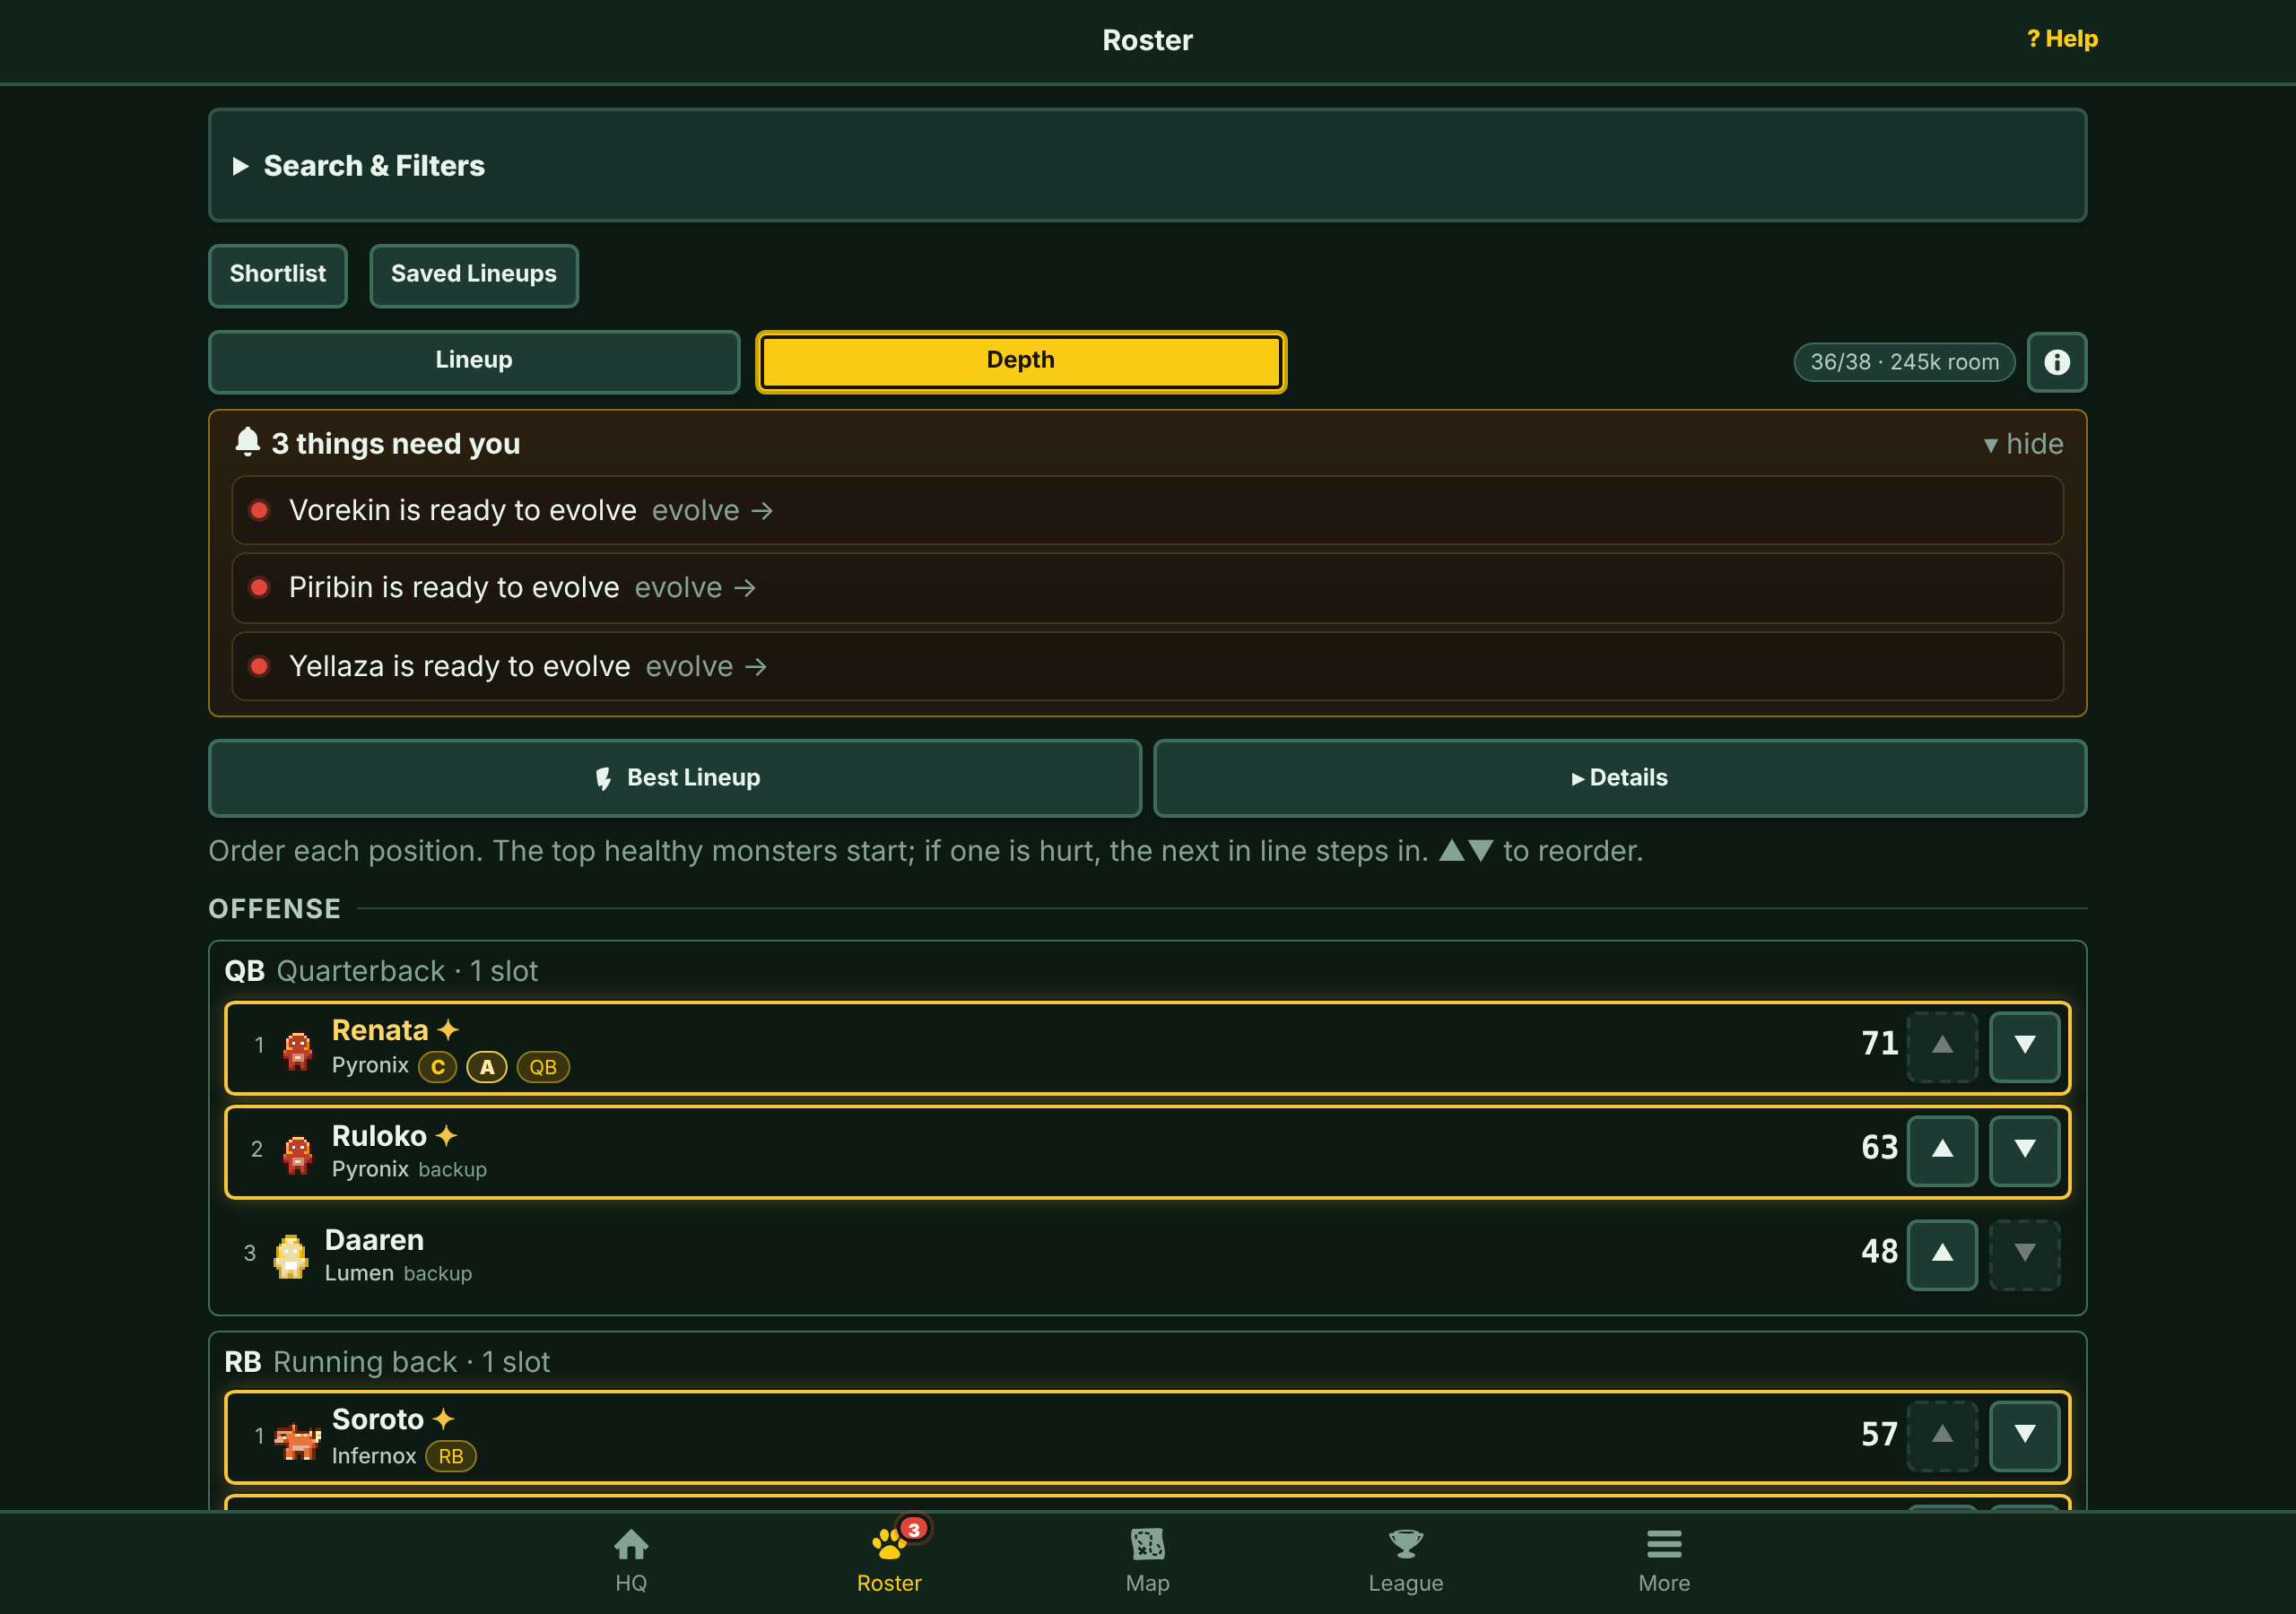 Roster
? Help
▶ Search & Filters
Shortlist
Saved Lineups
Lineup
Depth
36/38 · 245k room
3 things need you
▾ hide
Vorekin is ready to evolve evolve →
Piribin is ready to evolve evolve →
Yellaza is ready to evolve evolve →
Best Lineup
▸ Details
Order each position. The top healthy monsters start; if one is hurt, the next in line steps in. ▲▼ to reorder.
OFFENSE
QB Quarterback · 1 slot
1
Renata ✦
Pyronix C A QB
71 ▲ ▼
2
Ruloko ✦
Pyronix backup
63 ▲ ▼
3
Daaren
Lumen backup
48 ▲ ▼
RB Running back · 1 slot
1
Soroto ✦
Infernox RB
57 ▲ ▼
3
HQ
Roster
Map
League
More